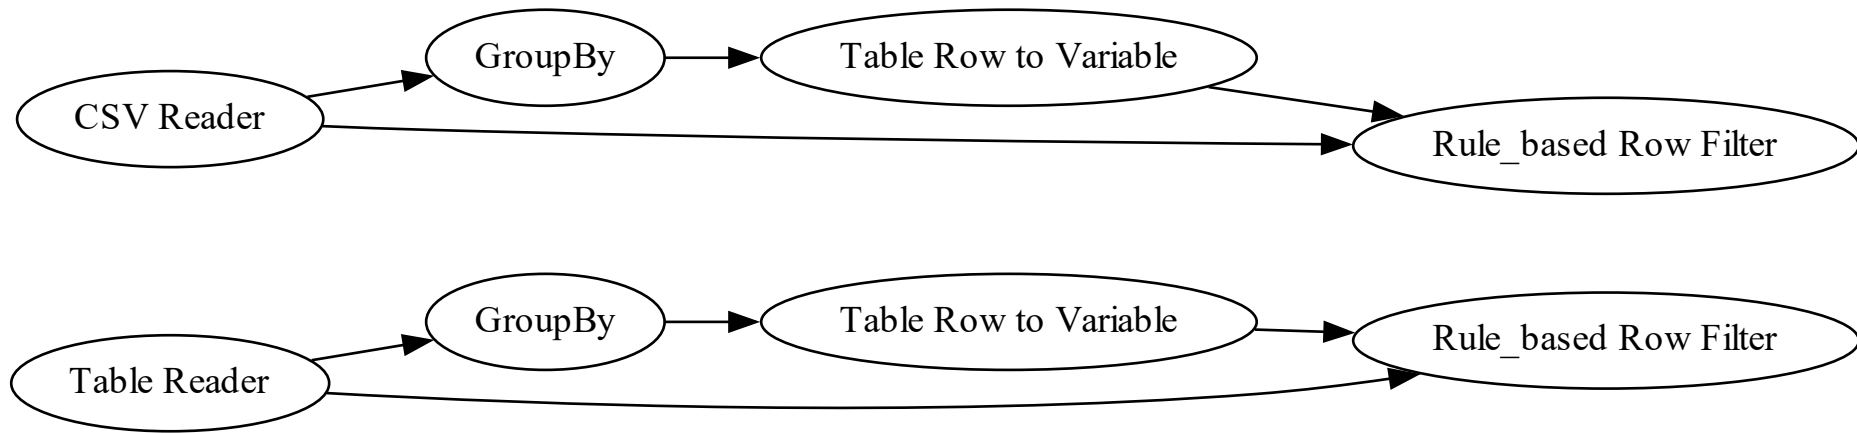 GroupBy
Table Row to Variable
CSV Reader
Rule_based Row Filter
GroupBy
Table Row to Variable
Rule_based Row Filter
Table Reader